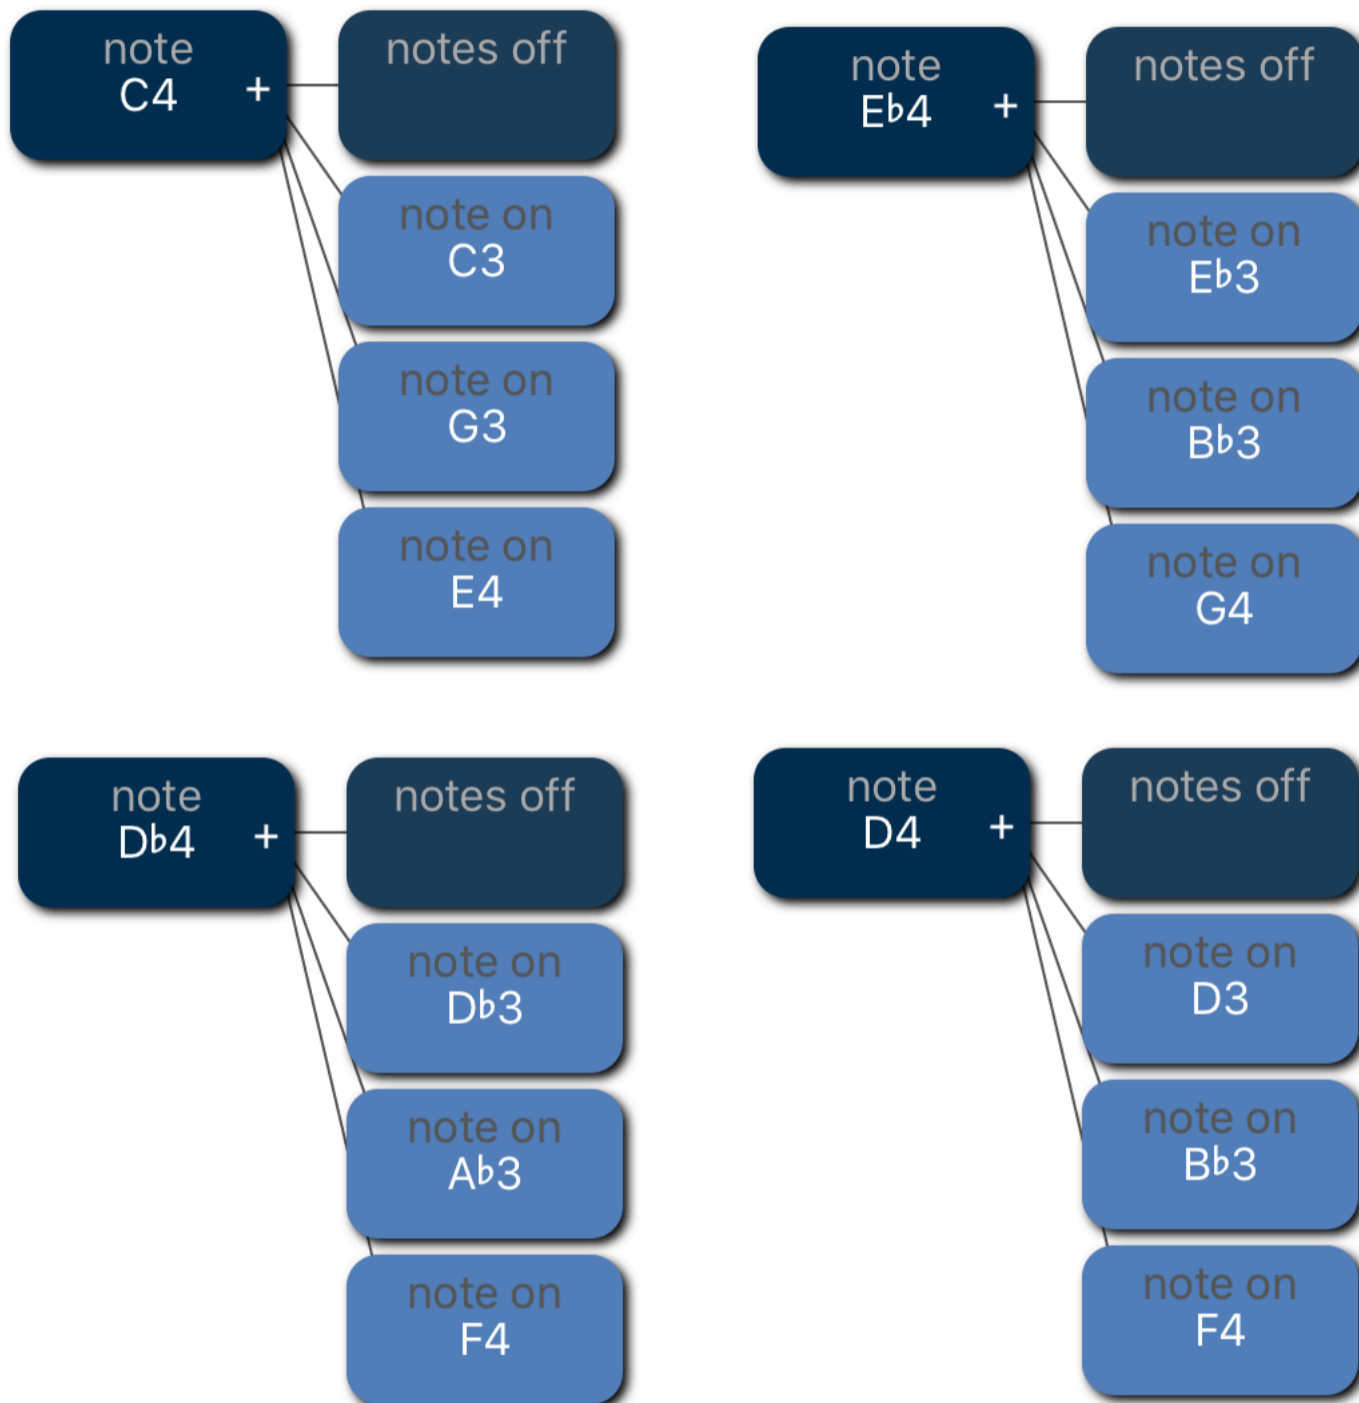 note
C4 +
notes off
note on
C3
note on
G3
note on
E4
note
E♭4 +
notes off
note on
E♭3
note on
B♭3
note on
G4
note
D♭4 +
notes off
note on
D♭3
note on
A♭3
note on
F4
note
D4 +
notes off
note on
D3
note on
B♭3
note on
F4